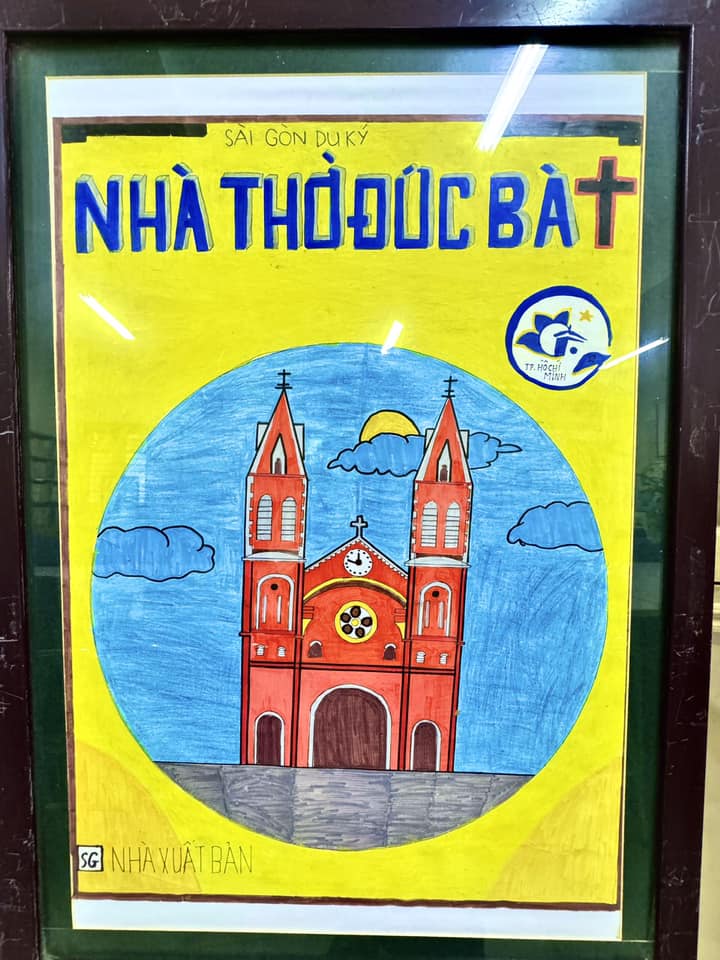 SÀI GÒN DU KÝ
NHÀ THỜ ĐỨC BÀ
TP. HỒ CHÍ
MINH
SG NHÀ XUẤT BẢN